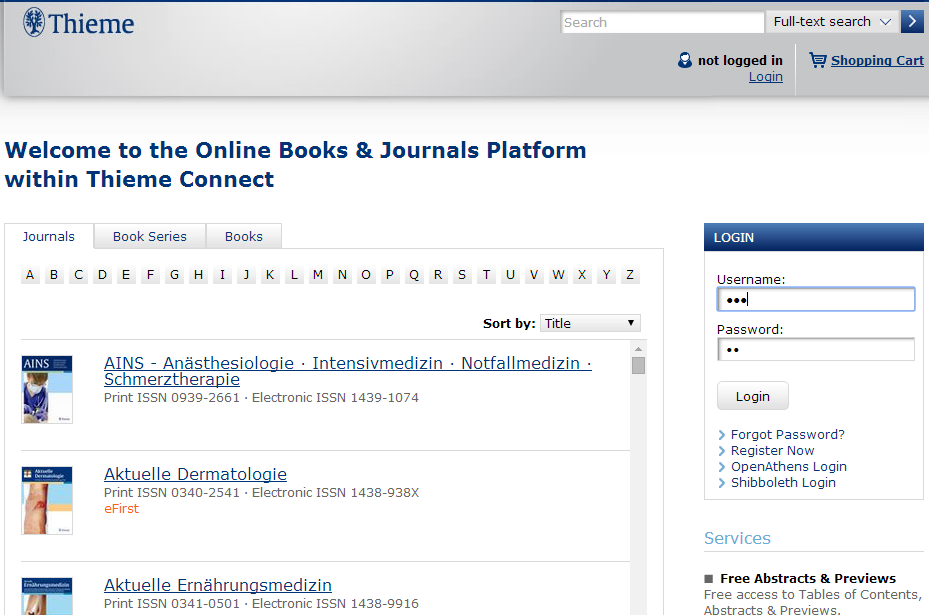 Thieme
Search
Full-text search
not logged in
Login
Shopping Cart
Welcome to the Online Books & Journals Platform
within Thieme Connect
Journals
Book Series
Books
A B C D E F G H I J K L M N O P Q R S T U V W X Y Z
Sort by: Title
AINS
AINS - Anästhesiologie · Intensivmedizin · Notfallmedizin ·
Schmerztherapie
Print ISSN 0939-2661 · Electronic ISSN 1439-1074
Aktuelle
Dermatologie
Aktuelle Dermatologie
Print ISSN 0340-2541 · Electronic ISSN 1438-938X
eFirst
Ernährungsmedizin
Aktuelle Ernährungsmedizin
Print ISSN 0341-0501 · Electronic ISSN 1438-9916
LOGIN
Username:
•••
Password:
••
Login
Forgot Password?
Register Now
OpenAthens Login
Shibboleth Login
Services
Free Abstracts & Previews
Free access to Tables of Contents,
Abstracts & Previews.